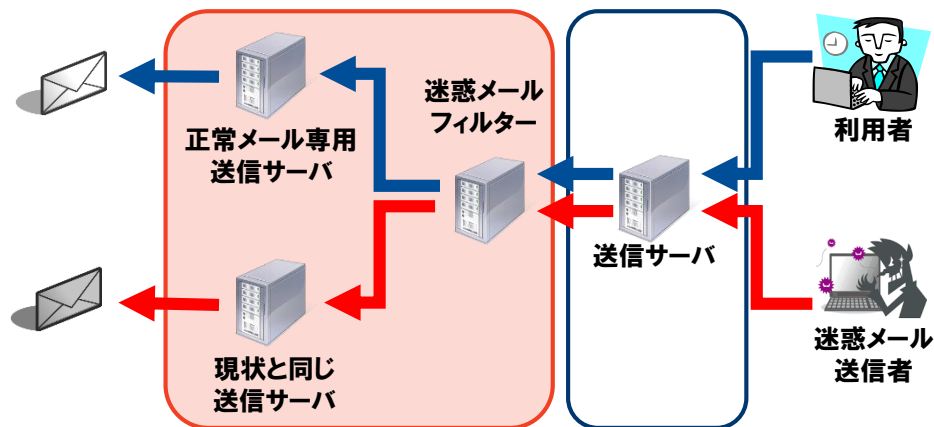 正常メール専用
送信サーバ
迷惑メール
フィルター
送信サーバ
利用者
現状と同じ
送信サーバ
迷惑メール
送信者